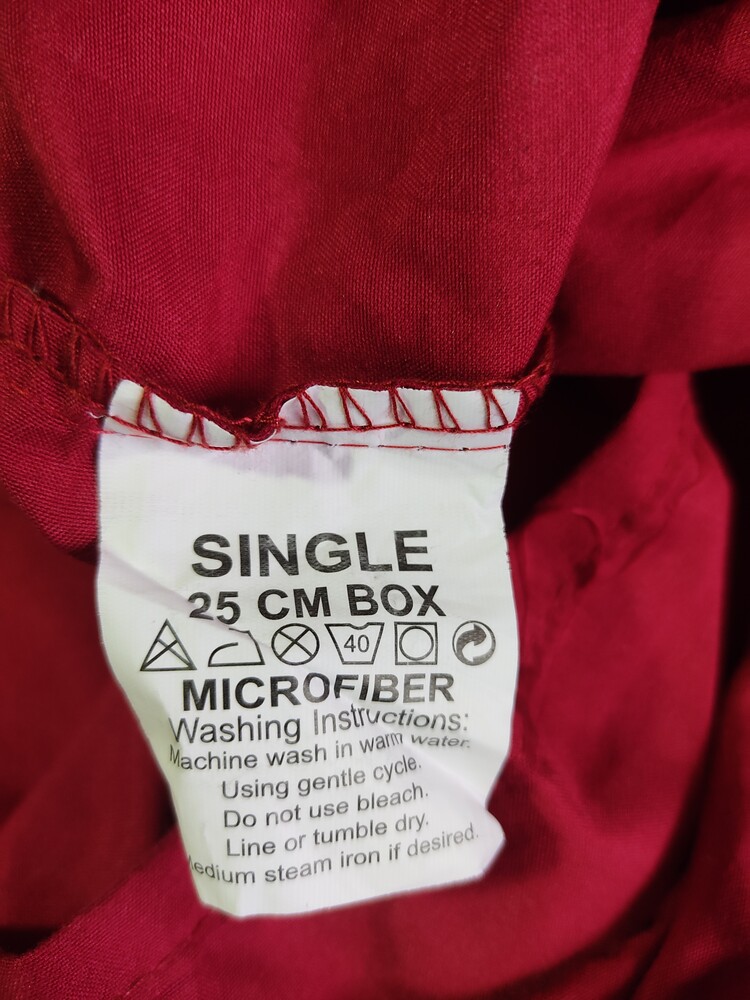 SINGLE
25 CM BOX
40
MICROFIBER
Washing Instructions:
Machine wash in warm water.
Using gentle cycle.
Do not use bleach.
Line or tumble dry.
Medium steam iron if desired.